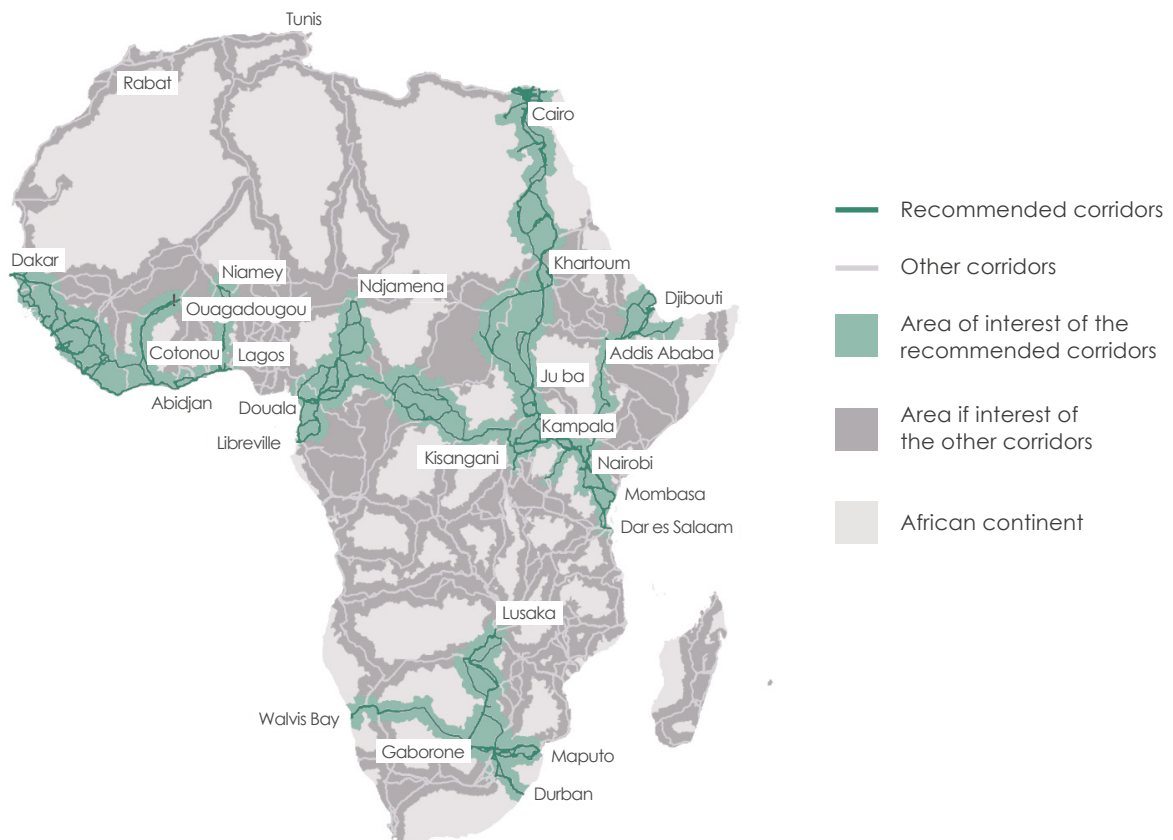 Tunis
Rabat
Cairo
Dakar
Niamey
Ndjamena
Khartoum
Djibouti
Ouagadougou
Cotonou
Lagos
Addis Ababa
Abidjan
Douala
Ju ba
Libreville
Kampala
Kisangani
Nairobi
Mombasa
Dar es Salaam
Lusaka
Walvis Bay
Gaborone
Maputo
Durban
Recommended corridors
Other corridors
Area of interest of the
recommended corridors
Area if interest of
the other corridors
African continent